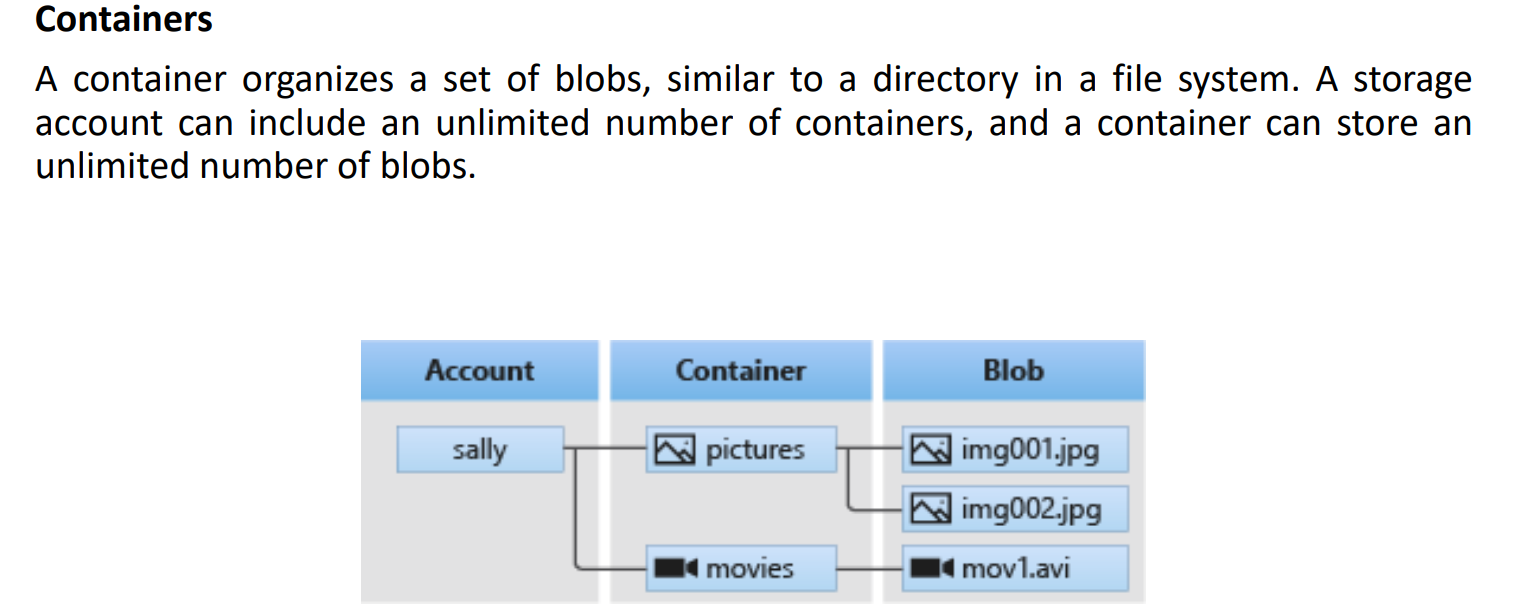 Containers
A container organizes a set of blobs, similar to a directory in a file system. A storage
account can include an unlimited number of containers, and a container can store an
unlimited number of blobs.
Account Container Blob
sally pictures img001.jpg
img002.jpg
movies mov1.avi